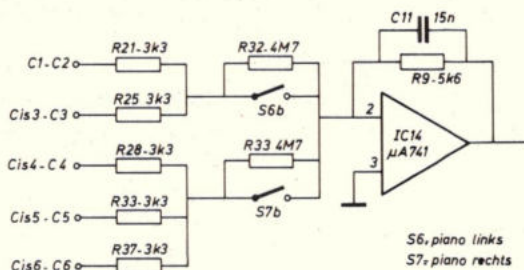 C11 15n
R21-3k3
R32-4M7
C1-C2
R9-5k6
R25 3k3
S6b
Cis3-C3
2
IC14
R28-3k3
R33 4M7
µA741
Cis4-C4
3
R33-3k3
S7b
Cis5-C5
R37-3k3
S6, piano links
Cis6-C6
S7= piano rechts